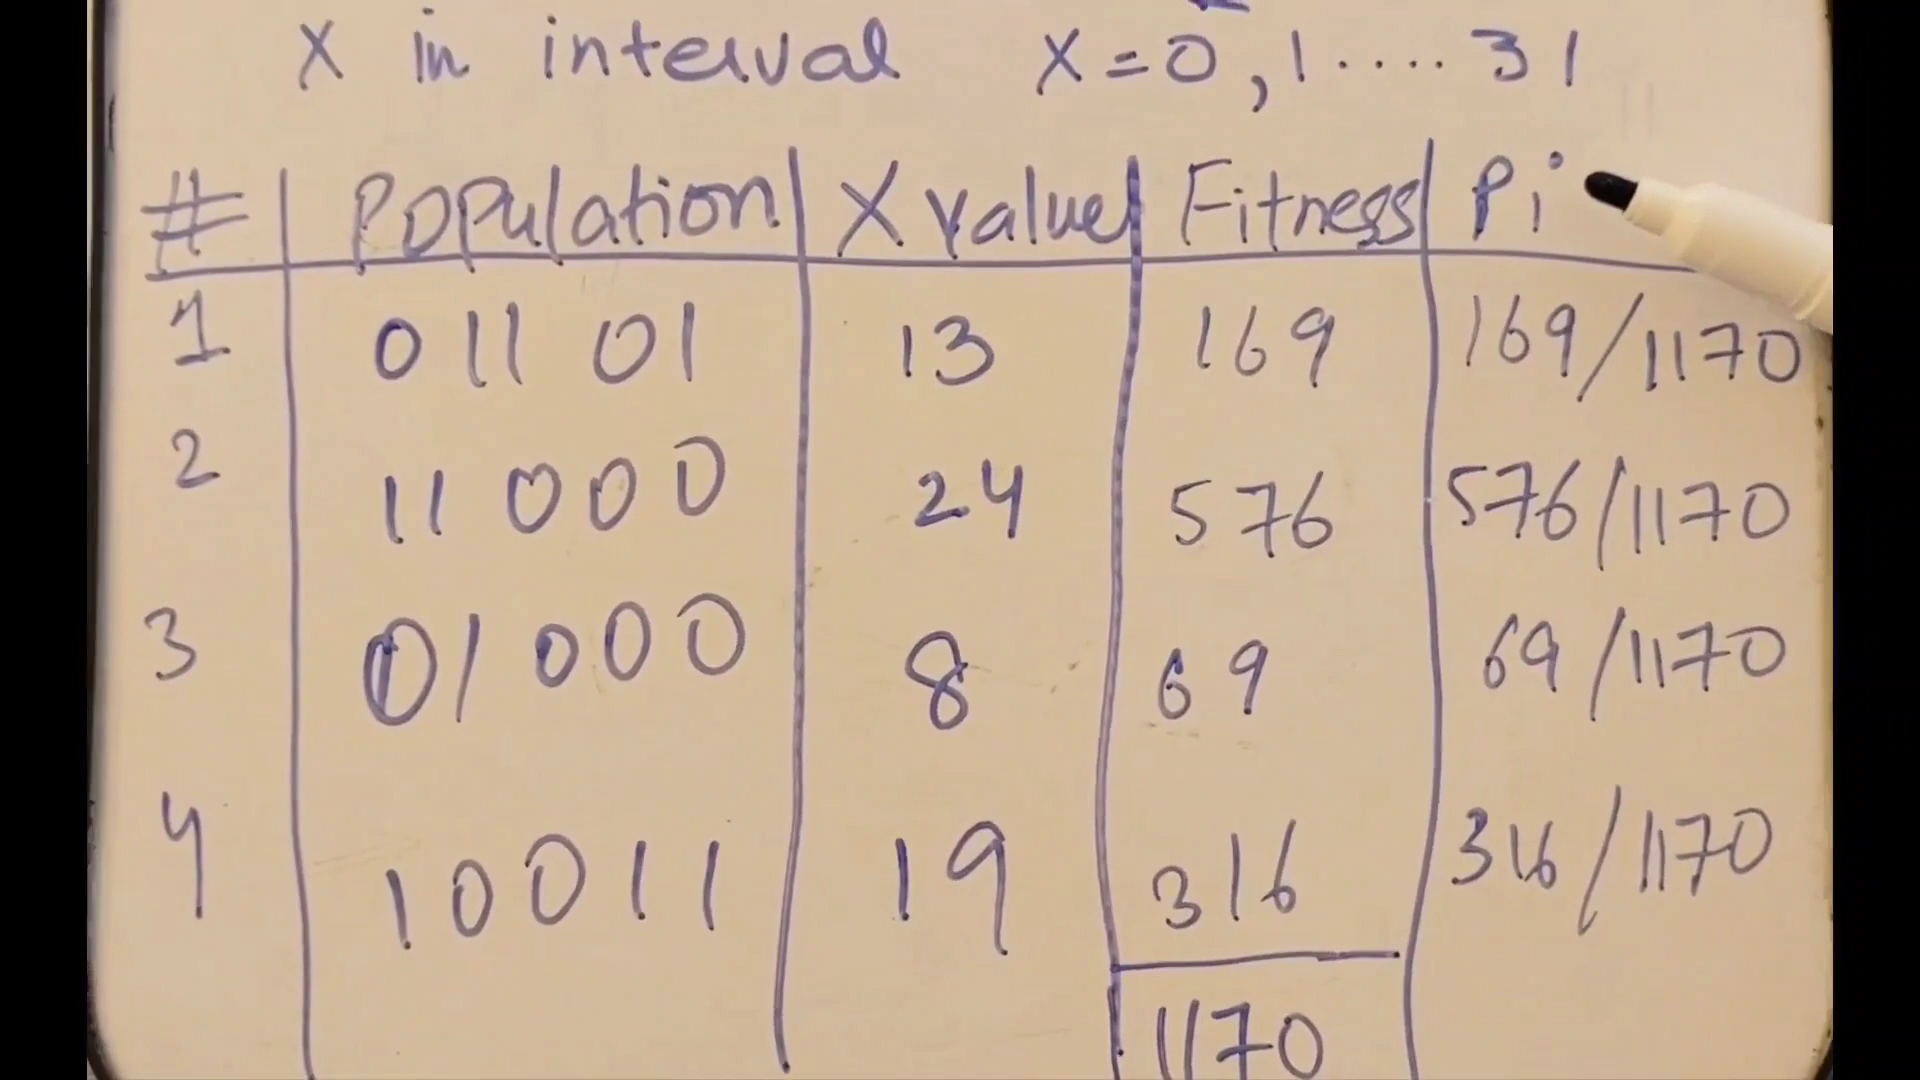 X in interval X=0,1....31
# Population X value Fitness Pi
1 01101 13 169 169/1170
2 11000 24 576 576/1170
3 01000 8 69 69/1170
4 10011 19 316 316/1170
1170